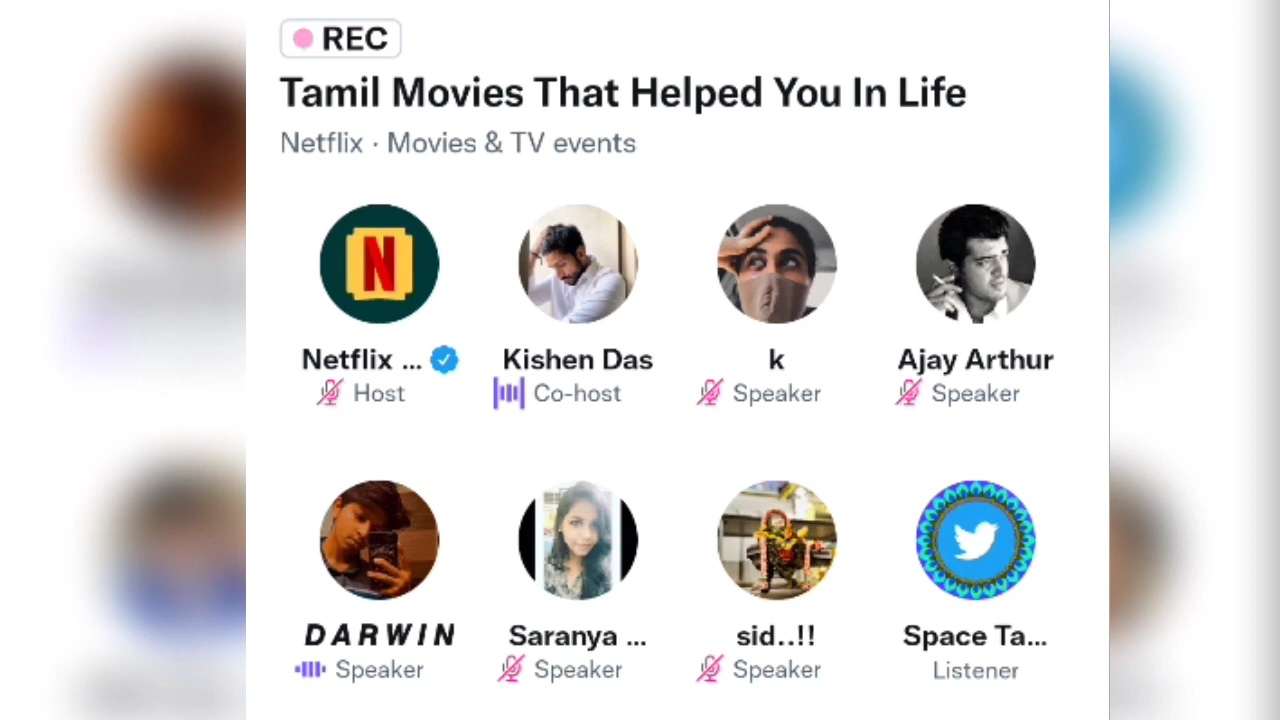 REC
Tamil Movies That Helped You In Life
Netflix · Movies & TV events
N
Netflix ...
Kishen Das
k
Ajay Arthur
Host
Co-host
Speaker
Speaker
DARWIN
Saranya ...
sid..!!
Space Ta...
Speaker
Speaker
Speaker
Listener